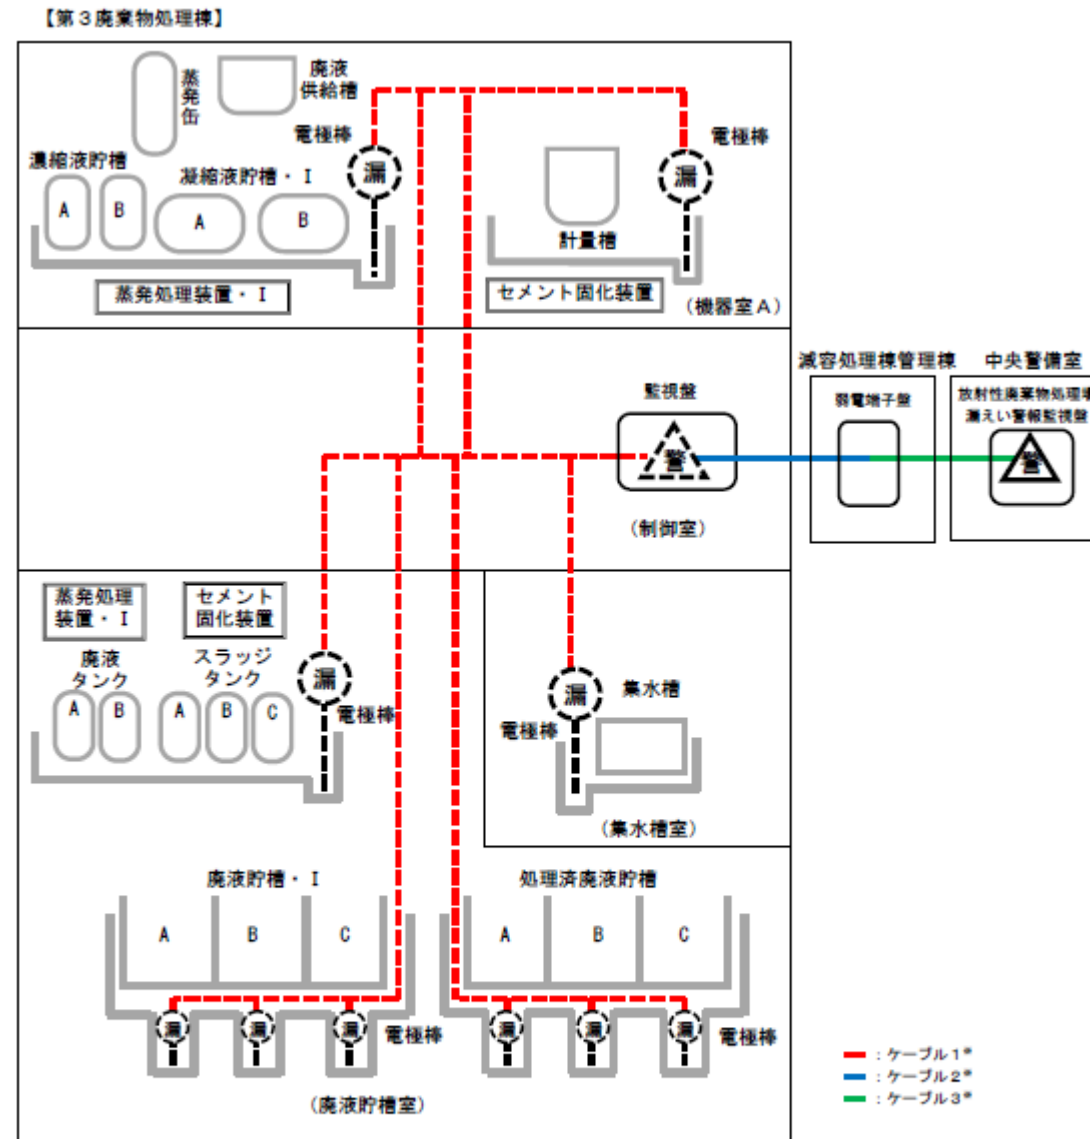 【第3廃棄物処理棟】
蒸発缶
廃液
供給槽
電極棒
漏
濃縮液貯槽
A
B
凝縮液貯槽・Ⅰ
A
B
蒸発処理装置・Ⅰ
電極棒
漏
計量槽
セメント固化装置
(機器室A)
監視盤
警
(制御室)
減容処理棟管理棟
弱電端子盤
中央警備室
放射性廃棄物処理場
漏えい警報監視盤
警
蒸発処理
装置・Ⅰ
セメント
固化装置
廃液
タンク
A
B
スラッジ
タンク
A
B
C
漏
電極棒
漏
集水槽
電極棒
(集水槽室)
廃液貯槽・Ⅰ
A
B
C
漏
漏
漏
電極棒
処理済廃液貯槽
A
B
C
漏
漏
漏
電極棒
(廃液貯槽室)
:ケーブル1※
:ケーブル2※
:ケーブル3※